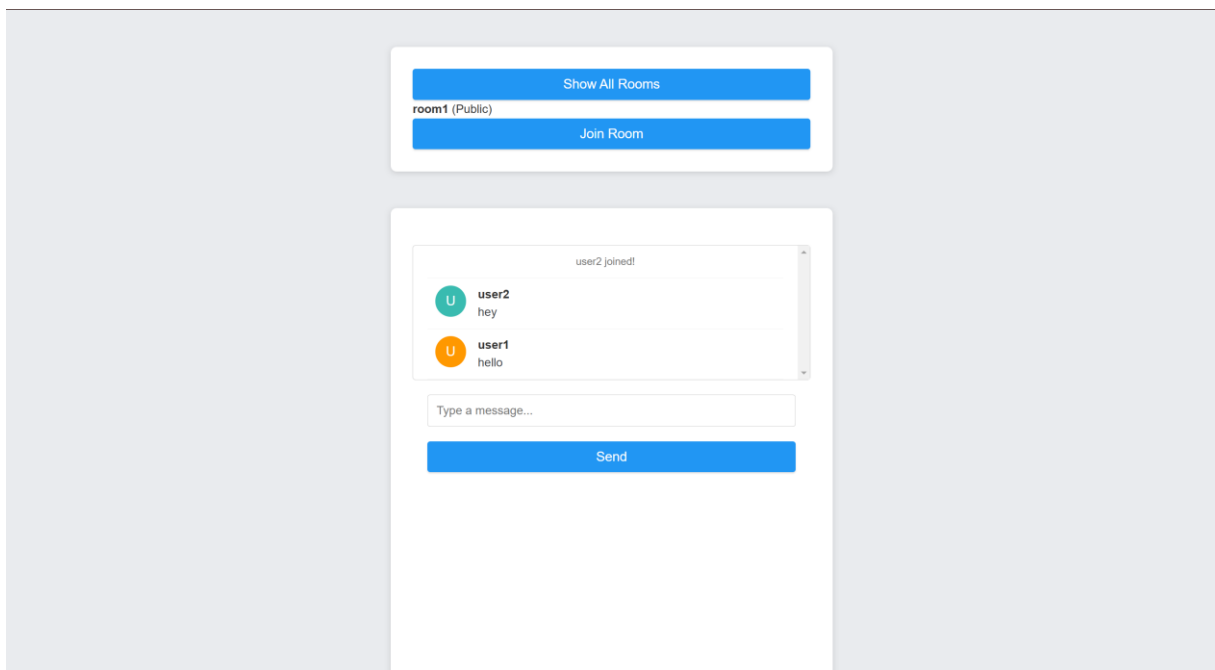 Show All Rooms
room1 (Public)
Join Room
user2 joined!
U
user2
hey
U
user1
hello
Type a message...
Send